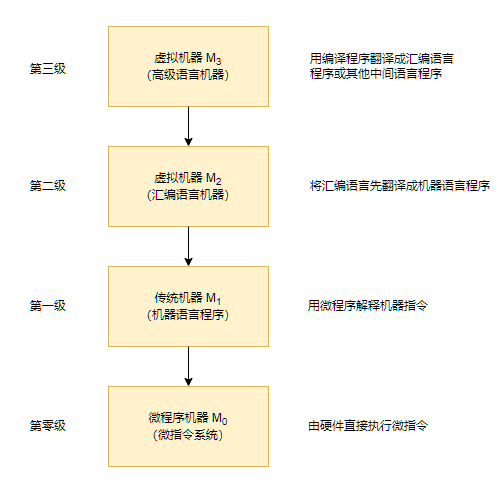 第三级
虚拟机器 M3
（高级语言机器）
用编译程序翻译成汇编语言
程序或其他中间语言程序
第二级
虚拟机器 M2
（汇编语言机器）
将汇编语言先翻译成机器语言程序
第一级
传统机器 M1
（机器语言程序）
用微程序解释机器指令
第零级
微程序机器 M0
（微指令系统）
由硬件直接执行微指令